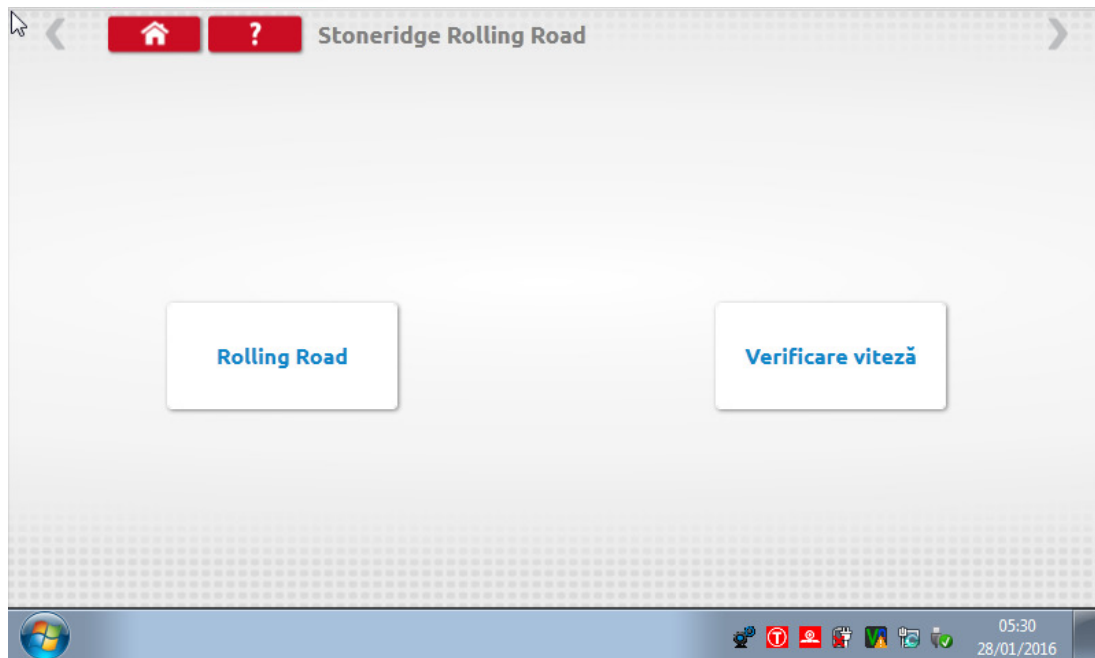 ? Stoneridge Rolling Road
Rolling Road
Verificare viteză
05:30
28/01/2016